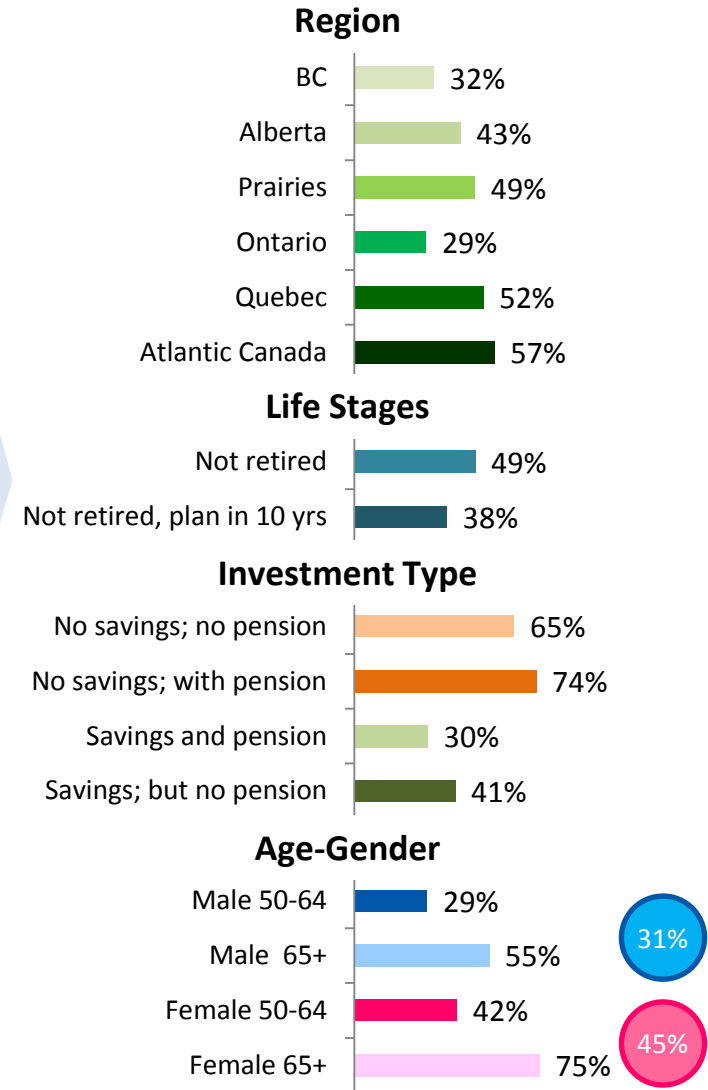 Region
BC 32%
Alberta 43%
Prairies 49%
Ontario 29%
Quebec 52%
Atlantic Canada 57%
Life Stages
Not retired 49%
Not retired, plan in 10 yrs 38%
Investment Type
No savings; no pension 65%
No savings; with pension 74%
Savings and pension 30%
Savings; but no pension 41%
Age-Gender
Male 50-64 29%
31%
Male 65+ 55%
Female 50-64 42%
45%
Female 65+ 75%